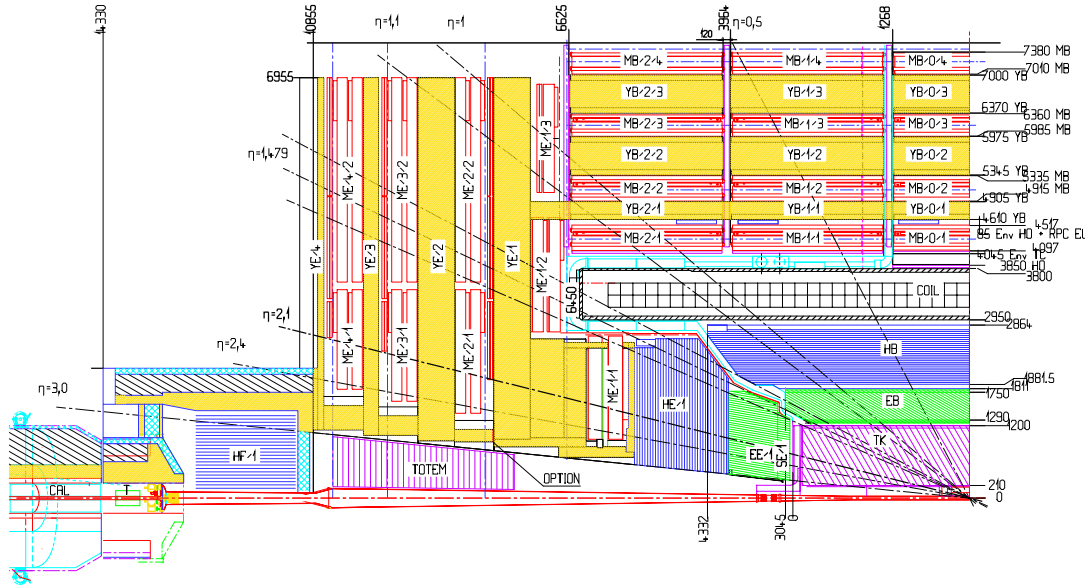 14330
10855
η=1,1
η=1
6625
120
3964
η=0,5
1268
7380 MB
7010 MB
7000 YB
6370 YB
6360 MB
5985 MB
5975 YB
5345 YB
5335 MB
4915 MB
4905 YB
4610 YB
4517
85 Env HO + RPC EL
4097
4045 Env TC
3850 HO
3800
2950
2864
1881.5
1811
1750
1290
1200
210
0
6955
η=1,479
η=2,1
η=2,4
η=3,0
MB/2/4
MB/1/4
MB/0/4
YB/2/3
YB/1/3
YB/0/3
MB/2/3
MB/1/3
MB/0/3
YB/2/2
YB/1/2
YB/0/2
MB/2/2
MB/1/2
MB/0/2
YB/2/1
YB/1/1
YB/0/1
MB/2/1
MB/1/1
MB/0/1
YE/4
ME/4/2
YE/3
ME/3/2
YE/2
ME/2/2
YE/1
ME/1/3
ME/1/2
ME/4/1
ME/3/1
ME/2/1
ME/1/1
6450
COIL
HB
EB
HE/1
EE/1
SE/1
TK
HF/1
TOTEM
OPTION
CAL
T
4332
3045
0